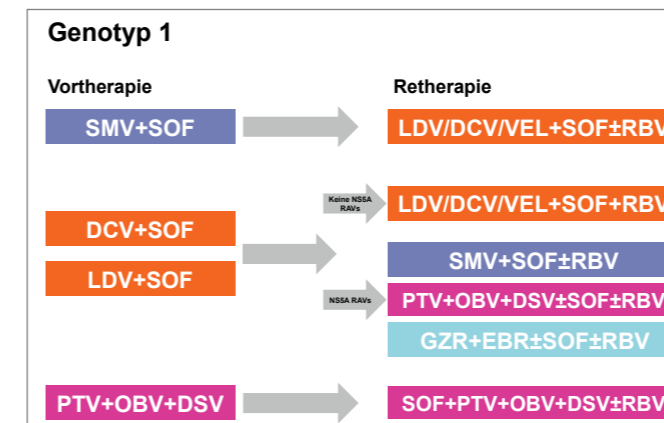 Genotyp 1
Vortherapie
Retherapie
SMV+SOF
LDV/DCV/VEL+SOF±RBV
Keine NS5A
RAVs
LDV/DCV/VEL+SOF+RBV
DCV+SOF
LDV+SOF
SMV+SOF±RBV
NS5A RAVs
PTV+OBV+DSV±SOF±RBV
GZR+EBR±SOF±RBV
PTV+OBV+DSV
SOF+PTV+OBV+DSV±RBV